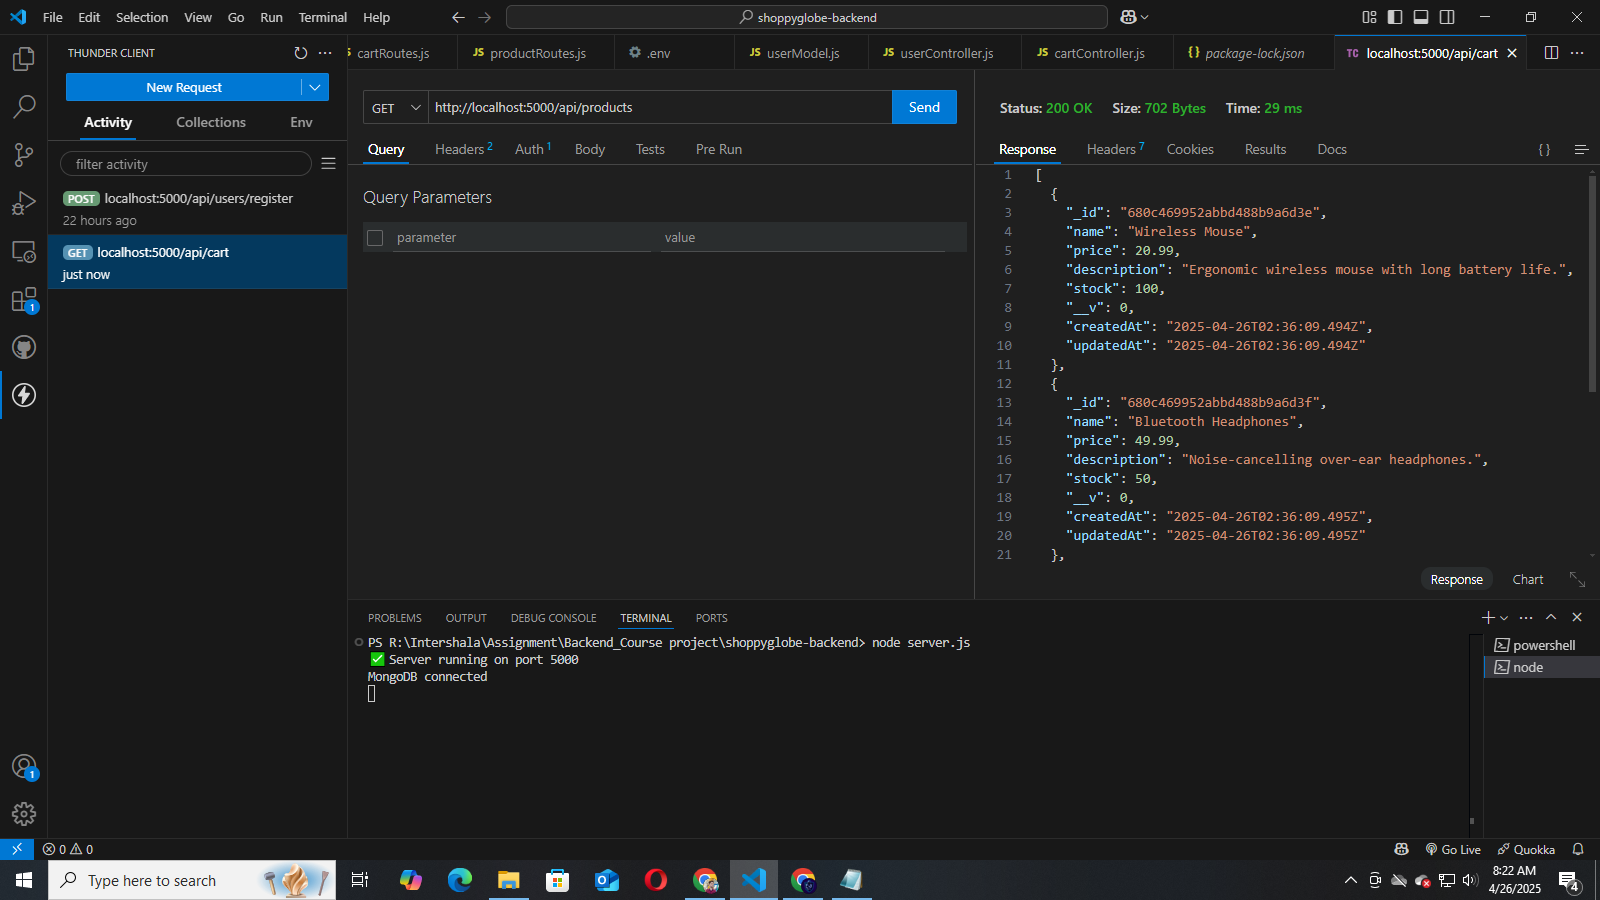 File Edit Selection View Go Run Terminal Help
shoppyglobe-backend
THUNDER CLIENT
New Request
Activity Collections Env
filter activity
POST localhost:5000/api/users/register
22 hours ago
GET localhost:5000/api/cart
just now
cartRoutes.js
JS productRoutes.js
.env
JS userModel.js
JS userController.js
JS cartController.js
{} package-lock.json
TC localhost:5000/api/cart
GET http://localhost:5000/api/products Send
Query Headers 2 Auth 1 Body Tests Pre Run
Query Parameters
parameter value
Status: 200 OK Size: 702 Bytes Time: 29 ms
Response Headers 7 Cookies Results Docs { }
1 [
2 {
3 "_id": "680c469952abbd488b9a6d3e",
4 "name": "Wireless Mouse",
5 "price": 20.99,
6 "description": "Ergonomic wireless mouse with long battery life.",
7 "stock": 100,
8 "__v": 0,
9 "createdAt": "2025-04-26T02:36:09.494Z",
10 "updatedAt": "2025-04-26T02:36:09.494Z"
11 },
12 {
13 "_id": "680c469952abbd488b9a6d3f",
14 "name": "Bluetooth Headphones",
15 "price": 49.99,
16 "description": "Noise-cancelling over-ear headphones.",
17 "stock": 50,
18 "__v": 0,
19 "createdAt": "2025-04-26T02:36:09.495Z",
20 "updatedAt": "2025-04-26T02:36:09.495Z"
21 },
Response Chart
PROBLEMS OUTPUT DEBUG CONSOLE TERMINAL PORTS
PS R:\Intershala\Assignment\Backend_Course project\shoppyglobe-backend> node server.js
✅ Server running on port 5000
MongoDB connected
powershell
node
1
1
0 0
Go Live Quokka
Type here to search
8:22 AM
4/26/2025
4